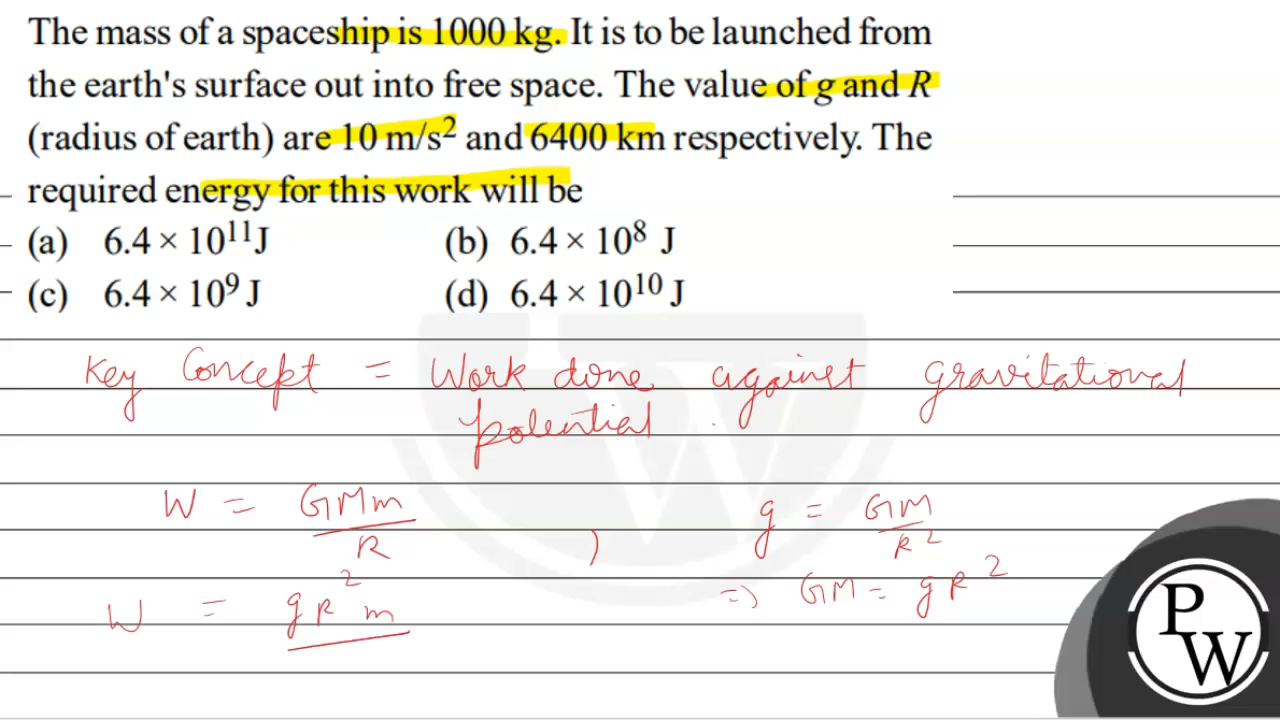 The mass of a spaceship is 1000 kg. It is to be launched from
the earth's surface out into free space. The value of g and R
(radius of earth) are 10 m/s² and 6400 km respectively. The
required energy for this work will be
(a) 6.4 × 10¹¹J (b) 6.4 × 10⁸ J
(c) 6.4 × 10⁹ J (d) 6.4 × 10¹⁰ J
Key Concept = Work done against gravitational
potential.
W = GMm/R , g = GM/R²
W = gR²m ⇒ GM = gR²
P
W